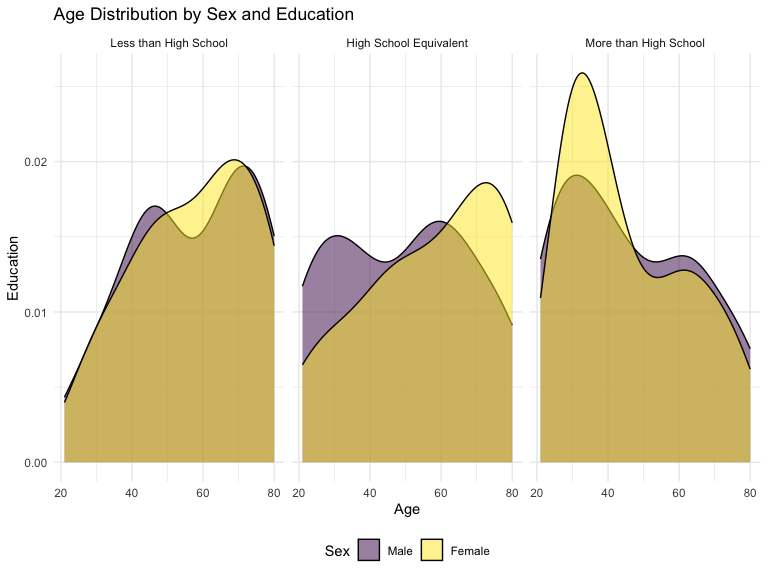 Age Distribution by Sex and Education
Less than High School
High School Equivalent
More than High School
Education
0.02
0.01
0.00
20 40 60 80 20 40 60 80 20 40 60 80
Age
Sex Male Female